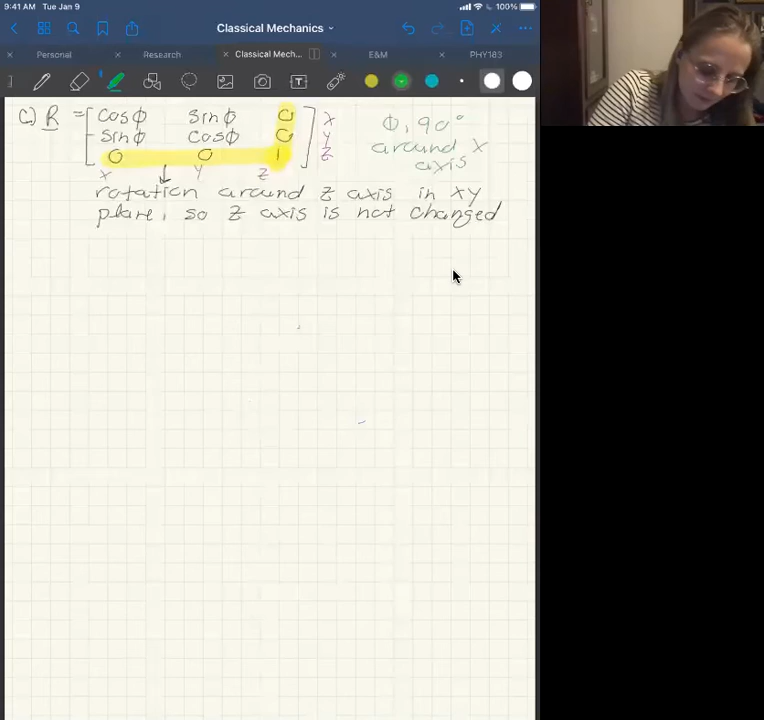 9:41 AM Tue Jan 9
100%
Classical Mechanics
Personal
Research
Classical Mech...
E&M
PHY183
C.) R = [ cosϕ sinϕ 0 ] x
- sinϕ cosϕ 0 y
0 0 1 z
x y z
ϕ, 90°
around x
axis
rotation around z axis in xy
plane, so z axis is not changed